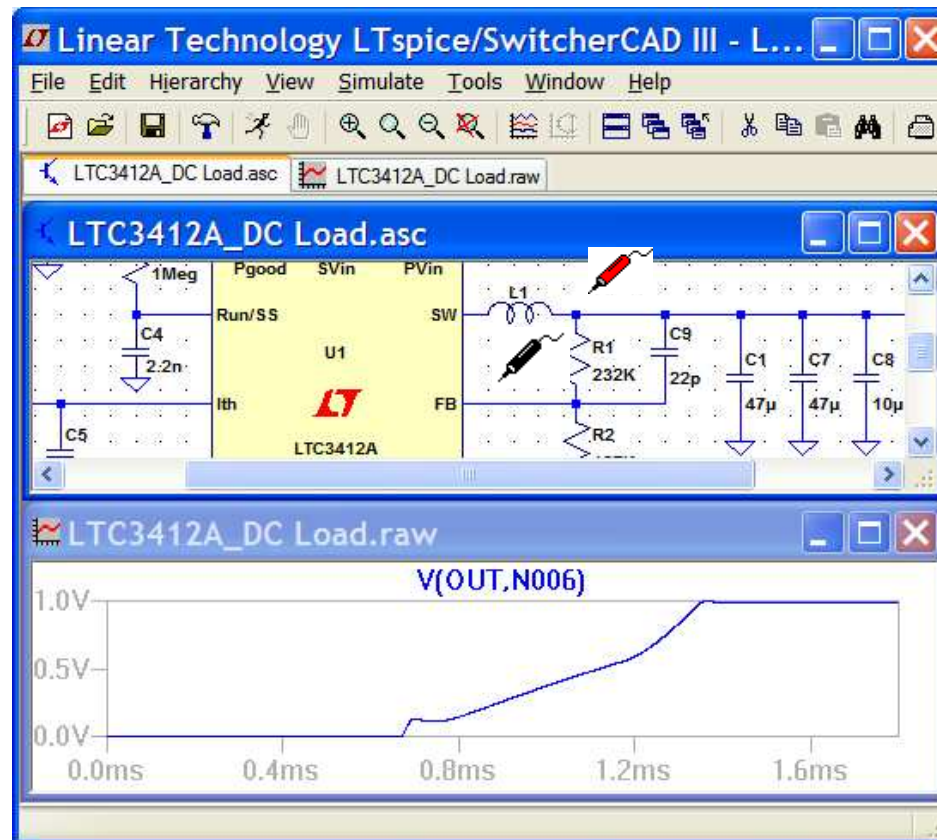 Linear Technology LTspice/SwitcherCAD III - L...
File Edit Hierarchy View Simulate Tools Window Help
LTC3412A_DC Load.asc LTC3412A_DC Load.raw
LTC3412A_DC Load.asc
1Meg Pgood SVin PVin
L1
Run/SS SW
C4 C9
U1 R1 C1 C7 C8
2.2n 232K 22p
Ith FB 47µ 47µ 10µ
C5 R2
LTC3412A
LTC3412A_DC Load.raw
V(OUT,N006)
1.0V
0.5V
0.0V
0.0ms 0.4ms 0.8ms 1.2ms 1.6ms